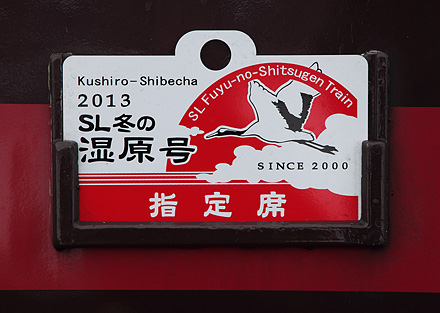 Kushiro-Shibecha
2013
SL冬の
湿原号
SL Fuyu-no-Shitsugen Train
SINCE 2000
指定席